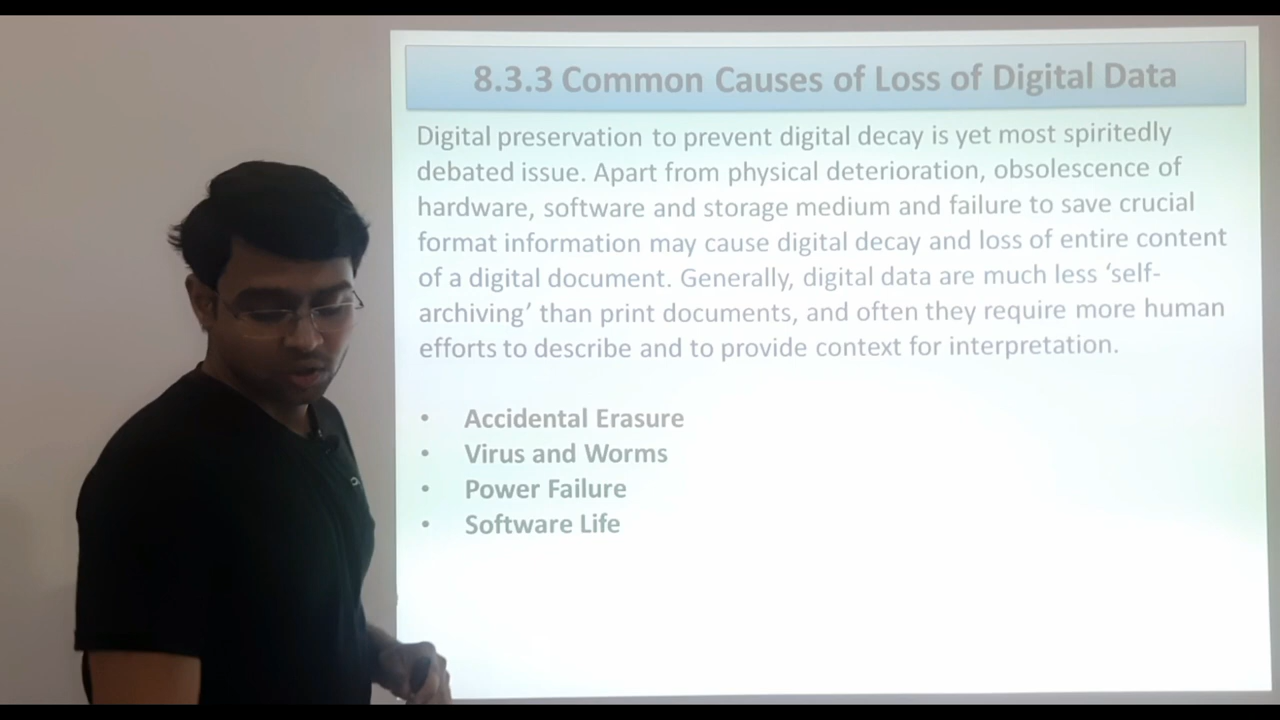 8.3.3 Common Causes of Loss of Digital Data
Digital preservation to prevent digital decay is yet most spiritedly
debated issue. Apart from physical deterioration, obsolescence of
hardware, software and storage medium and failure to save crucial
format information may cause digital decay and loss of entire content
of a digital document. Generally, digital data are much less ‘self-
archiving’ than print documents, and often they require more human
efforts to describe and to provide context for interpretation.
• Accidental Erasure
• Virus and Worms
• Power Failure
• Software Life